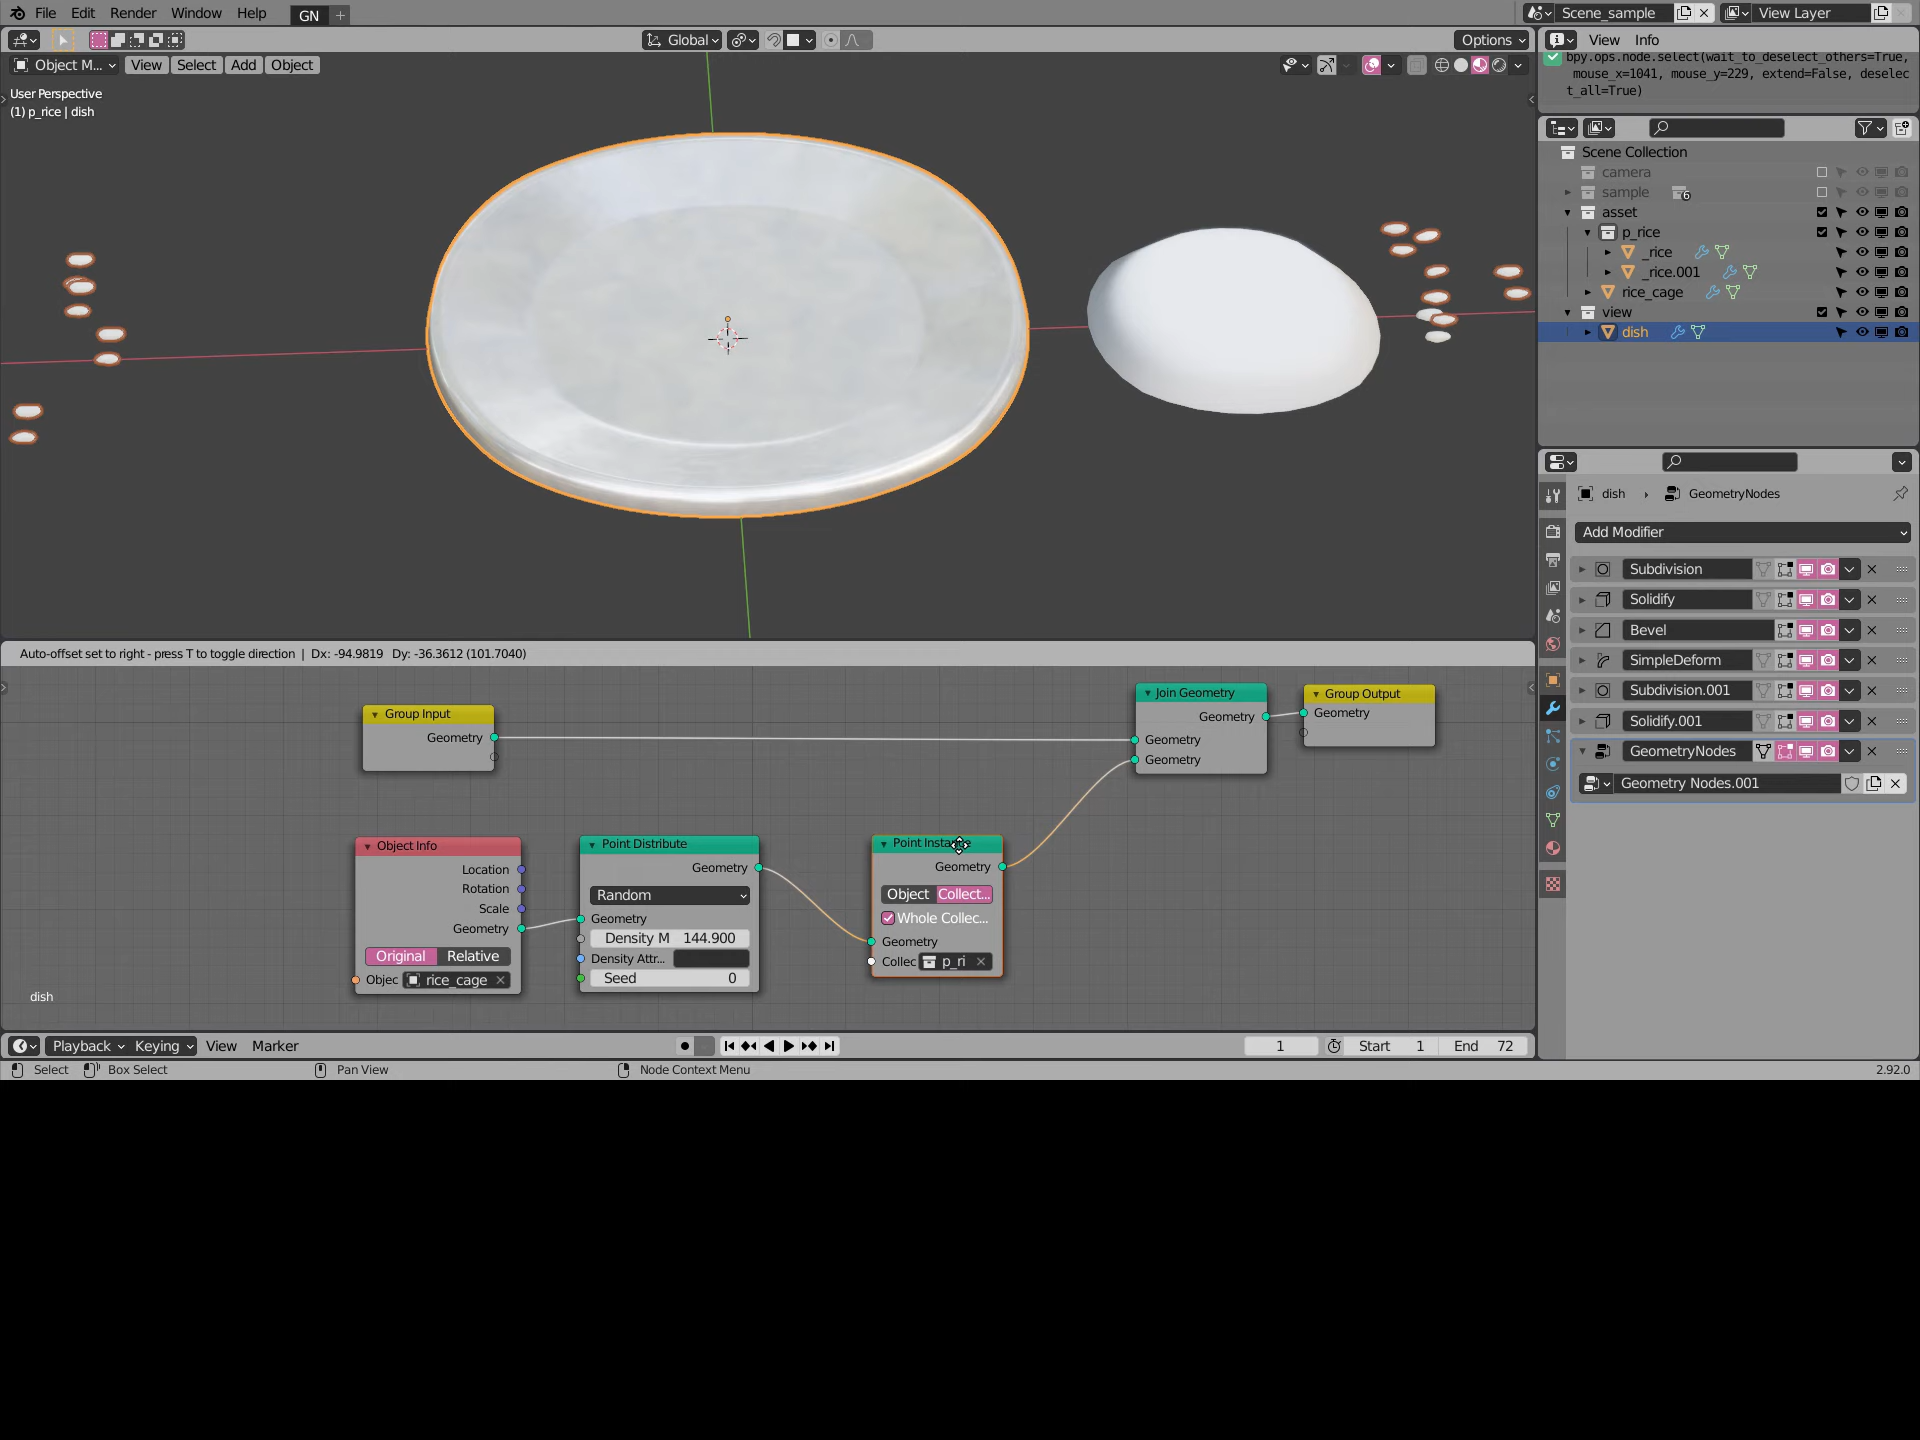 File Edit Render Window Help GN + Scene_sample View Layer
Global Options View Info
Object M... View Select Add Object
bpy.ops.node.select(wait_to_deselect_others=True,
mouse_x=1041, mouse_y=229, extend=False, deselec
t_all=True)
User Perspective
(1) p_rice | dish
Scene Collection
camera
sample 6
asset
p_rice
_rice
_rice.001
rice_cage
view
dish
dish › GeometryNodes
Add Modifier
Subdivision
Solidify
Bevel
SimpleDeform
Subdivision.001
Solidify.001
GeometryNodes
Geometry Nodes.001
Auto-offset set to right - press T to toggle direction | Dx: -94.9819 Dy: -36.3612 (101.7040)
Group Input
Geometry
Join Geometry
Geometry
Geometry
Geometry
Group Output
Geometry
Object Info
Location
Rotation
Scale
Geometry
Original Relative
Objec rice_cage
Point Distribute
Geometry
Random
Geometry
Density M 144.900
Density Attr...
Seed 0
Geometry
Object Collect...
Whole Collec...
Geometry
Collec p_ri
dish
Playback Keying View Marker 1 Start 1 End 72
Select Box Select Pan View Node Context Menu 2.92.0